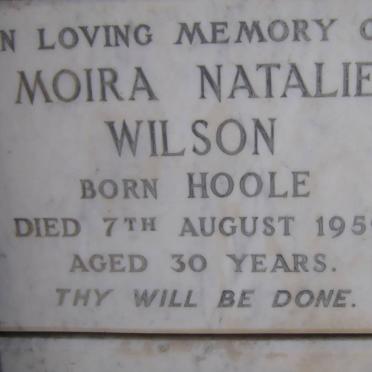 N LOVING MEMORY O
MOIRA NATALIE
WILSON
BORN HOOLE
DIED 7TH AUGUST 195
AGED 30 YEARS.
THY WILL BE DONE.